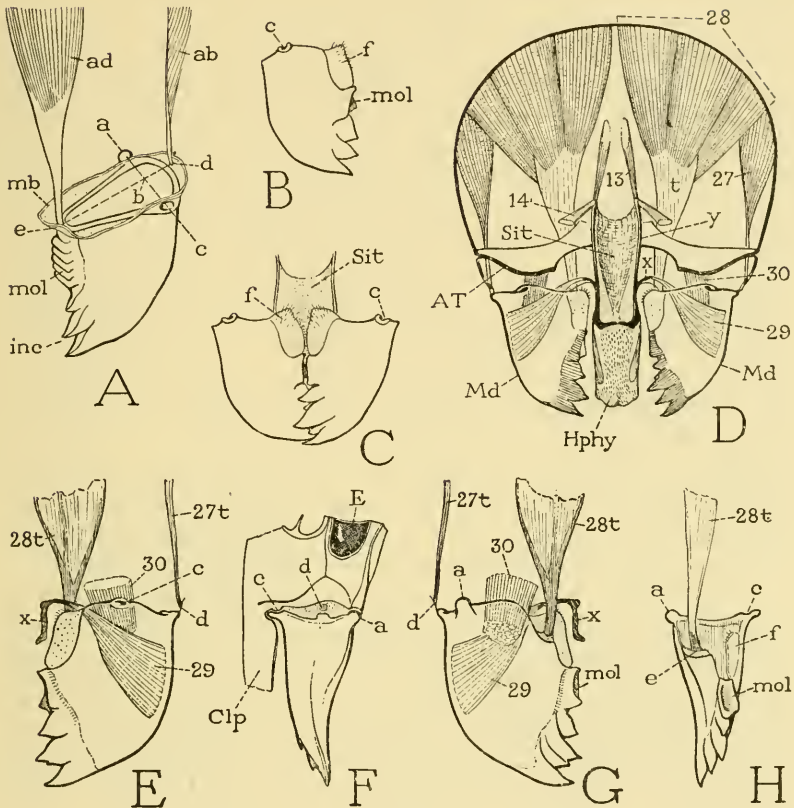 ad
ab
a
mb
d
b
e
c
mol
inc
A
c
f
mol
B
Sit
f
c
C
28
13
t
27
14
y
Sit
x
30
AT
29
Md
Md
Hphy
D
27t
28t
30
c
x
d
29
E
E
d
c
a
Clp
F
27t
30
28t
a
d
x
mol
29
G
28t
a
c
f
e
mol
H